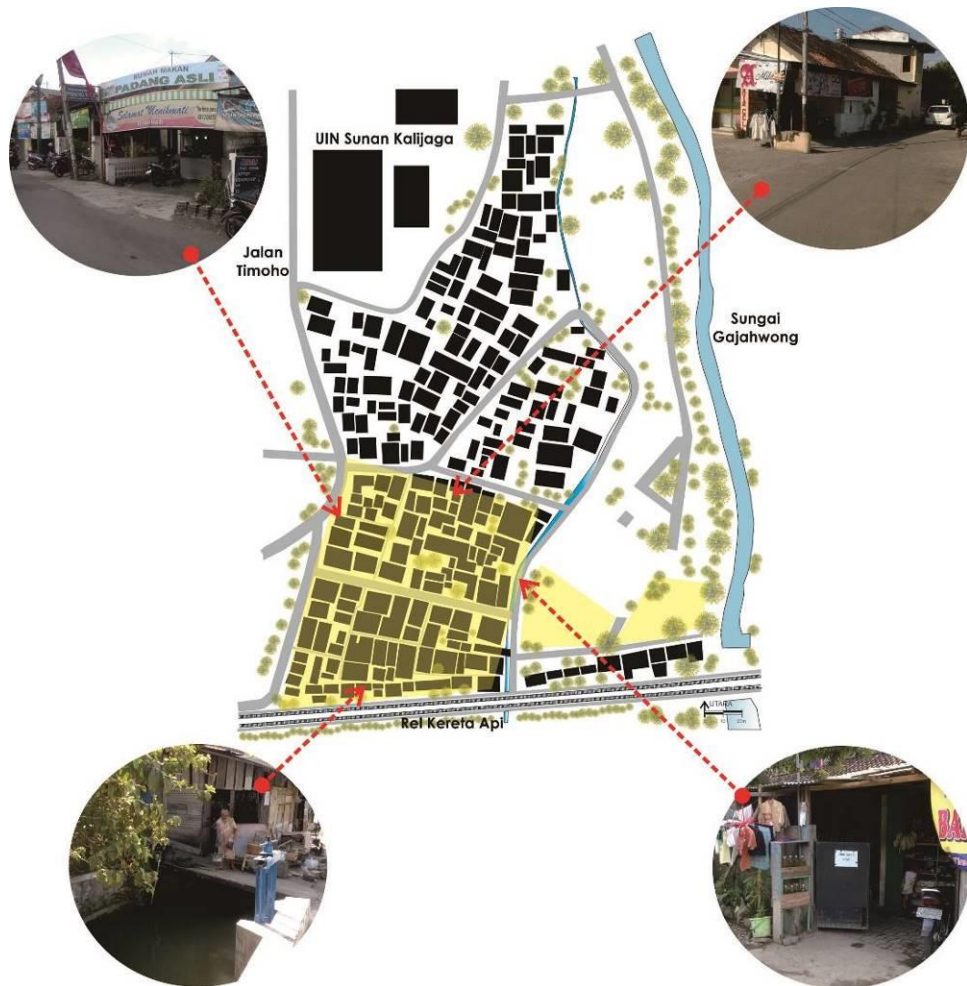 RUMAH MAKAN
PADANG ASLI
Selamat Menikmati
UIN Sunan Kalijaga
Jalan
Timoho
Sungai
Gajahwong
UTARA
Rel Kereta Api